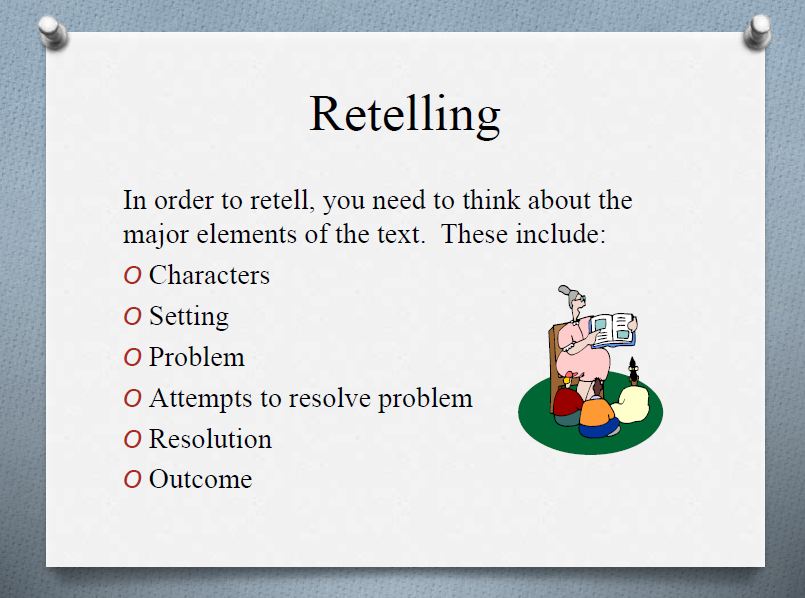 Retelling
In order to retell, you need to think about the
major elements of the text.  These include:
O Characters
O Setting
O Problem
O Attempts to resolve problem
O Resolution
O Outcome